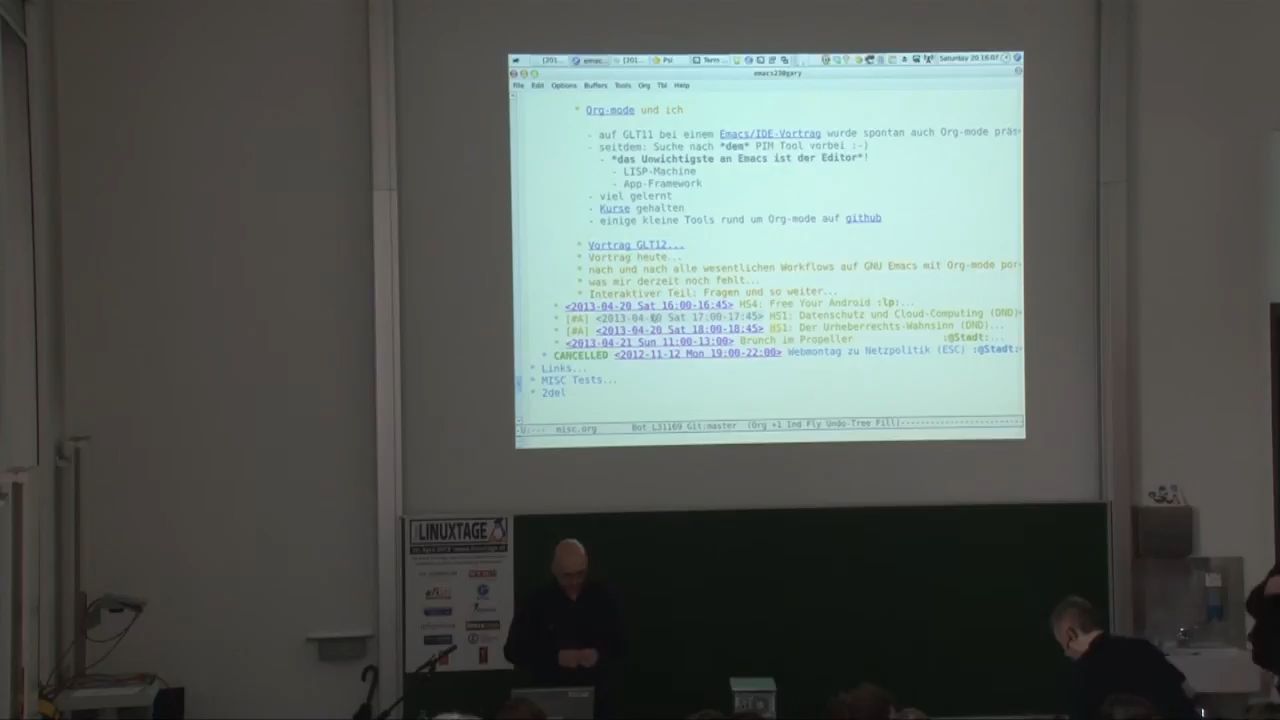 Saturday 20 16:07
emacs23@gary
File Edit Options Buffers Tools Org Tbl Help
* Org-mode und ich
- auf GLT11 bei einem Emacs/IDE-Vortrag wurde spontan auch Org-mode präs
- seitdem: Suche nach *dem* PIM Tool vorbei :-)
- *das Unwichtigste an Emacs ist der Editor*!
- LISP-Machine
- App-Framework
- viel gelernt
- Kurse gehalten
- einige kleine Tools rund um Org-mode auf github
* Vortrag GLT12...
* Vortrag heute...
* nach und nach alle wesentlichen Workflows auf GNU Emacs mit Org-mode por
* was mir derzeit noch fehlt...
* Interaktiver Teil: Fragen und so weiter...
* <2013-04-20 Sat 16:00-16:45> HS4: Free Your Android :lp:...
* [#A] <2013-04-20 Sat 17:00-17:45> HS1: Datenschutz und Cloud-Computing (DND)
* [#A] <2013-04-20 Sat 18:00-18:45> HS1: Der Urheberrechts-Wahnsinn (DND)...
* <2013-04-21 Sun 11:00-13:00> Brunch im Propeller :@Stadt:...
* CANCELLED <2012-11-12 Mon 19:00-22:00> Webmontag zu Netzpolitik (ESC) :@Stadt:
* Links...
* MISC Tests...
* 2del
-U:--- misc.org Bot L31169 Git:master (Org +1 Ind Fly Undo-Tree Fill)
LINUXTAGE